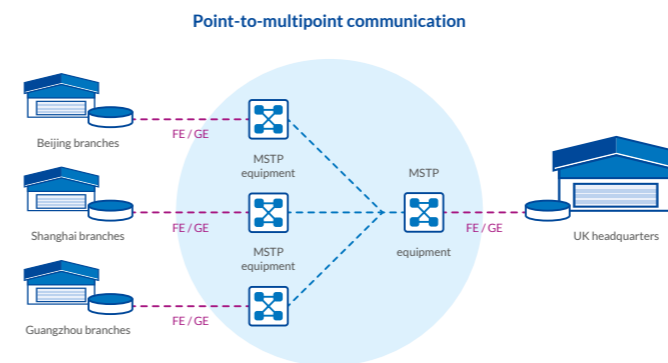 Point-to-multipoint communication
FE / GE
Beijing branches
MSTP
equipment
MSTP
FE / GE
Shanghai branches
MSTP
equipment
equipment
FE / GE
UK headquarters
FE / GE
Guangzhou branches